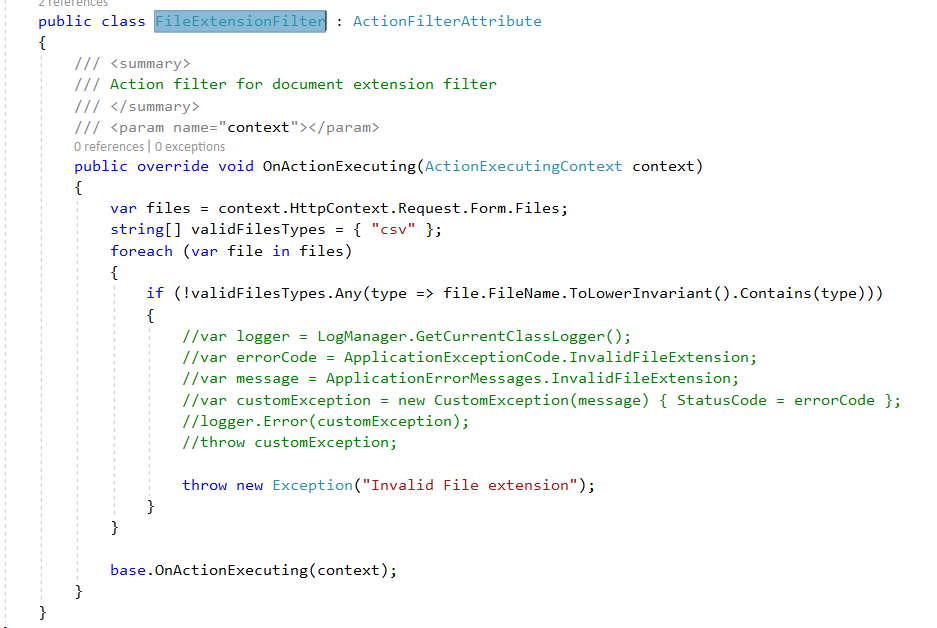 2 references
public class FileExtensionFilter : ActionFilterAttribute
{
/// <summary>
/// Action filter for document extension filter
/// </summary>
/// <param name="context"></param>
0 references | 0 exceptions
public override void OnActionExecuting(ActionExecutingContext context)
{
var files = context.HttpContext.Request.Form.Files;
string[] validFilesTypes = { "csv" };
foreach (var file in files)
{
if (!validFilesTypes.Any(type => file.FileName.ToLowerInvariant().Contains(type)))
{
//var logger = LogManager.GetCurrentClassLogger();
//var errorCode = ApplicationExceptionCode.InvalidFileExtension;
//var message = ApplicationErrorMessages.InvalidFileExtension;
//var customException = new CustomException(message) { StatusCode = errorCode };
//logger.Error(customException);
//throw customException;
throw new Exception("Invalid File extension");
}
}
base.OnActionExecuting(context);
}
}